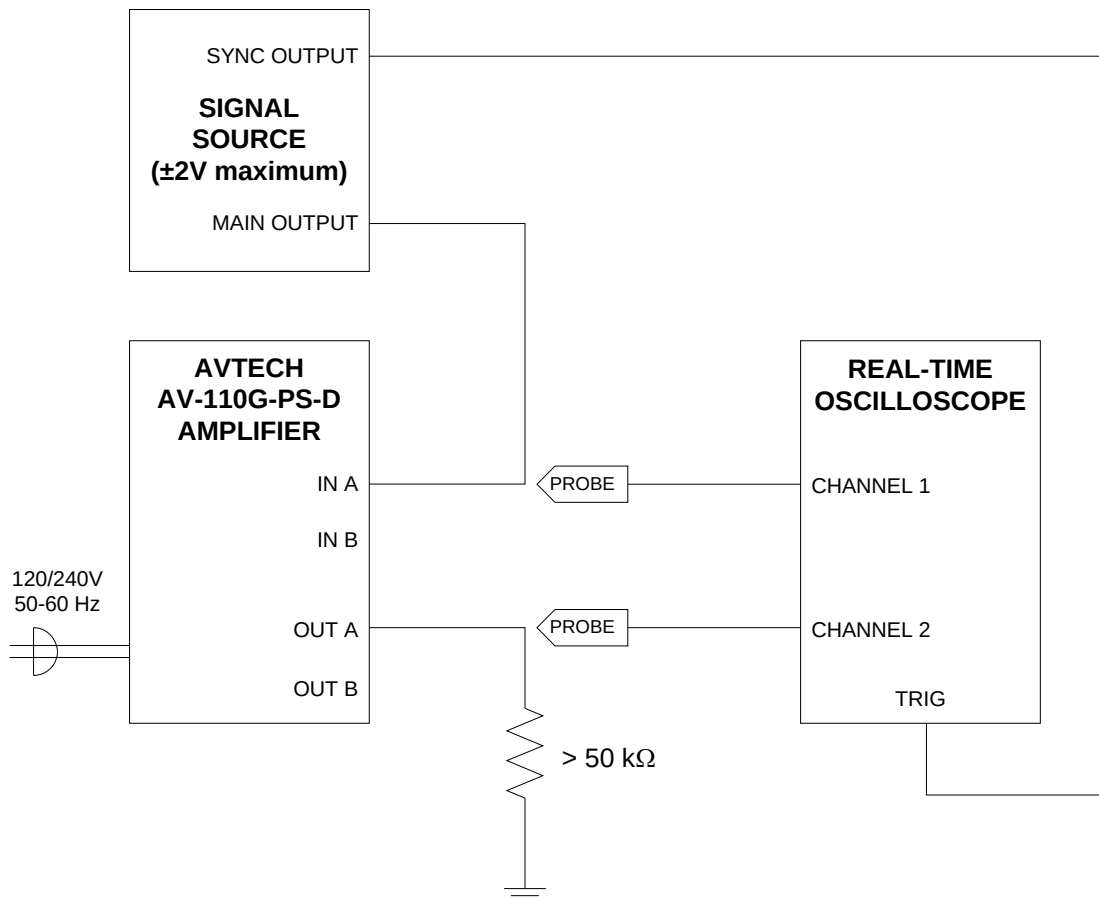 SYNC OUTPUT
SIGNAL
SOURCE
(±2V maximum)
MAIN OUTPUT
AVTECH
AV-110G-PS-D
AMPLIFIER
IN A
IN B
OUT A
OUT B
120/240V
50-60 Hz
PROBE
PROBE
> 50 kΩ
REAL-TIME
OSCILLOSCOPE
CHANNEL 1
CHANNEL 2
TRIG